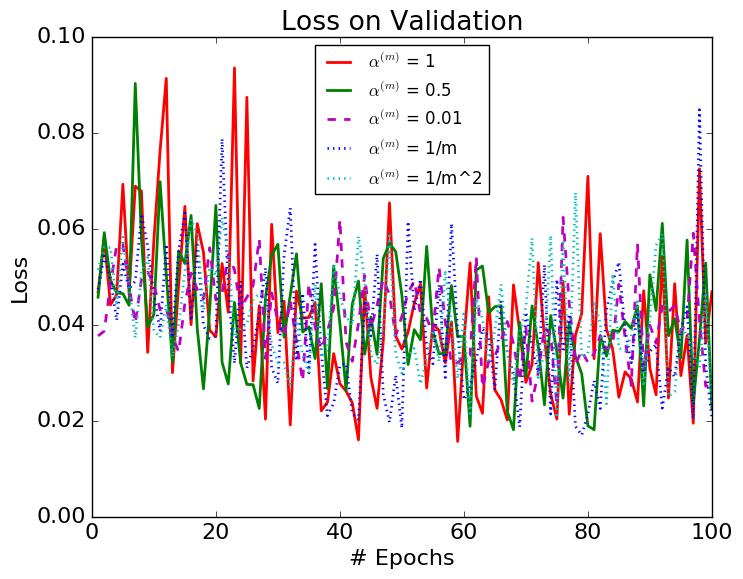 Loss on Validation
0.10
0.08
0.06
0.04
0.02
0.00
Loss
α^(m) = 1
α^(m) = 0.5
α^(m) = 0.01
α^(m) = 1/m
α^(m) = 1/m^2
0 20 40 60 80 100
# Epochs